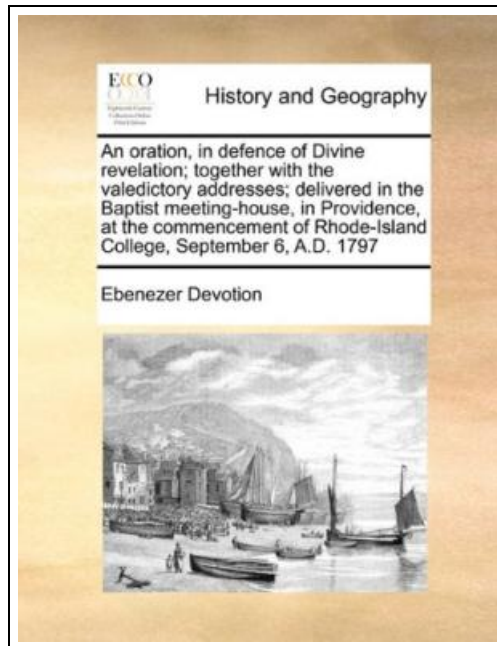 ECCO
History and Geography
An oration, in defence of Divine
revelation; together with the
valedictory addresses; delivered in the
Baptist meeting-house, in Providence,
at the commencement of Rhode-Island
College, September 6, A.D. 1797
Ebenezer Devotion